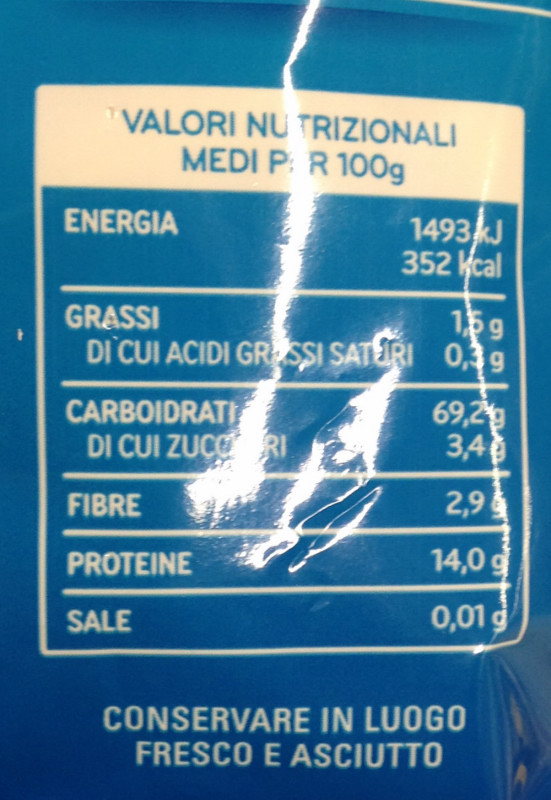 VALORI NUTRIZIONALI
MEDI PER 100g
ENERGIA 1493 kJ
352 kcal
GRASSI 1,5 g
DI CUI ACIDI GRASSI SATURI 0,3 g
CARBOIDRATI 69,2 g
DI CUI ZUCCHERI 3,4 g
FIBRE 2,9 g
PROTEINE 14,0 g
SALE 0,01 g
CONSERVARE IN LUOGO
FRESCO E ASCIUTTO